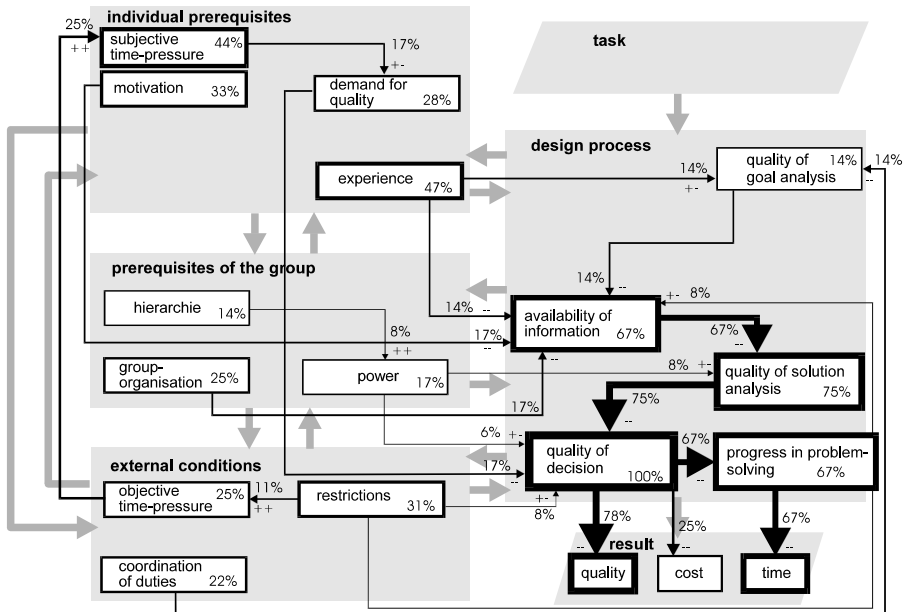 individual prerequisites
25%
++
subjective
time-pressure
44%
17%
+-
motivation
33%
demand for
quality
28%
task
design process
experience
47%
14%
+-
quality of
goal analysis
14%
14%
--
prerequisites of the group
hierarchie
14%
8%
++
group-
organisation
25%
power
17%
14%
--
17%
--
14%
--
+-
8%
availability of
information
67%
--
17%
67%
--
8%
+-
quality of solution
analysis
75%
75%
--
6%
+-
17%
--
quality of
decision
100%
67%
--
progress in problem-
solving
67%
external conditions
objective
time-pressure
25%
11%
++
restrictions
31%
+-
8%
coordination
of duties
22%
78%
--
25%
--
67%
--
result
quality
cost
time